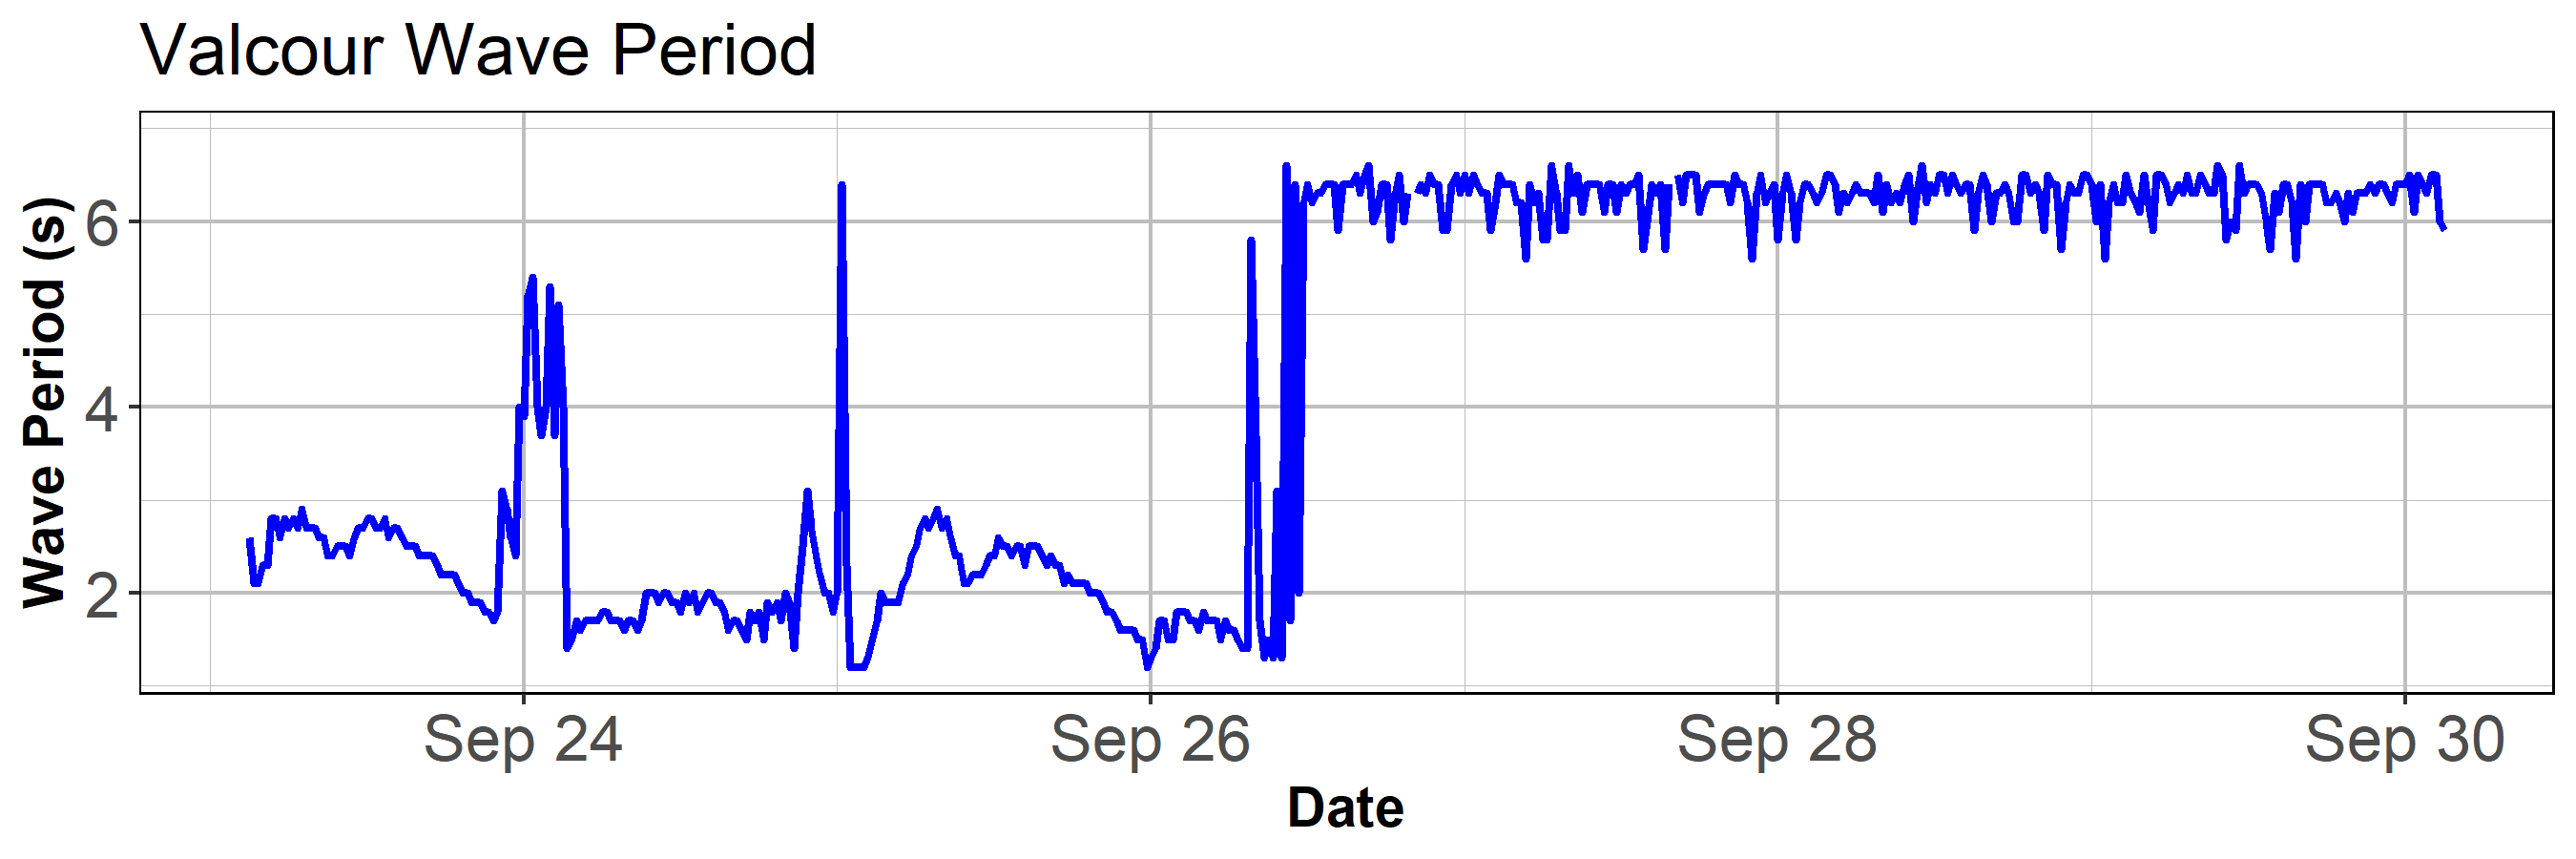 Valcour Wave Period
Wave Period (s)
6
4
2
Sep 24
Sep 26
Sep 28
Sep 30
Date